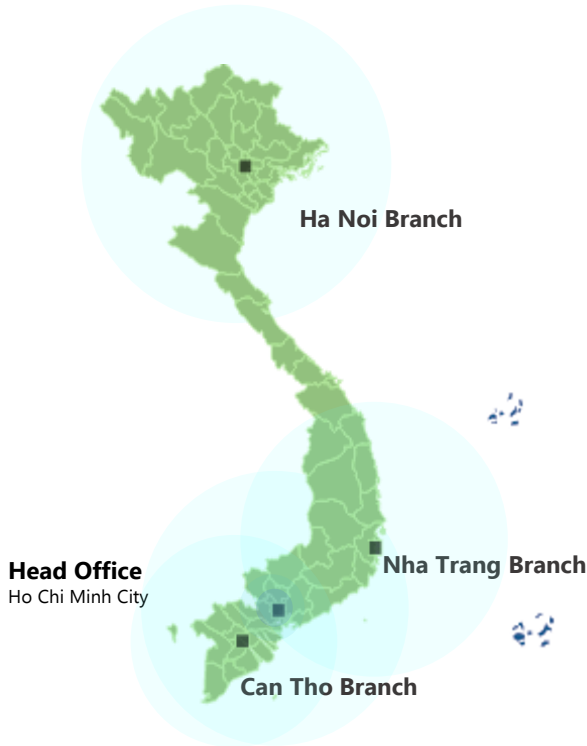 Ha Noi Branch
Nha Trang Branch
Head Office
Ho Chi Minh City
Can Tho Branch